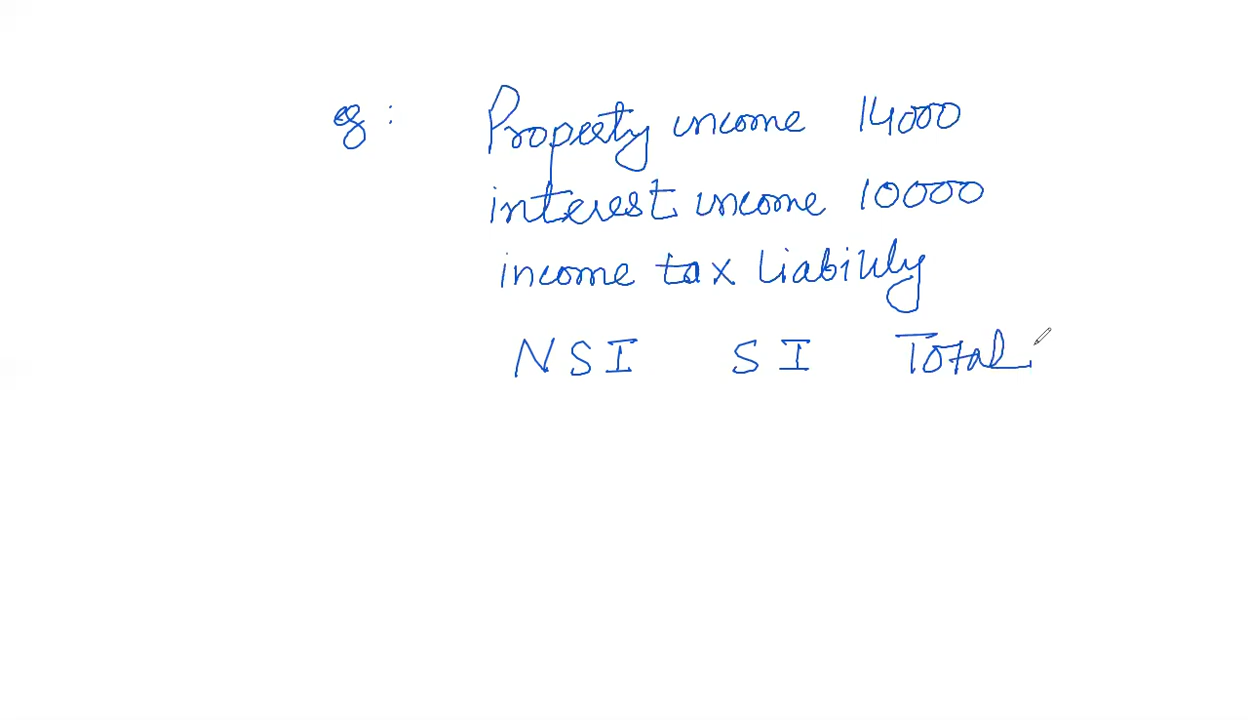 eg : Property income 14000
interest income 10000
income tax liability
NSI SI Total